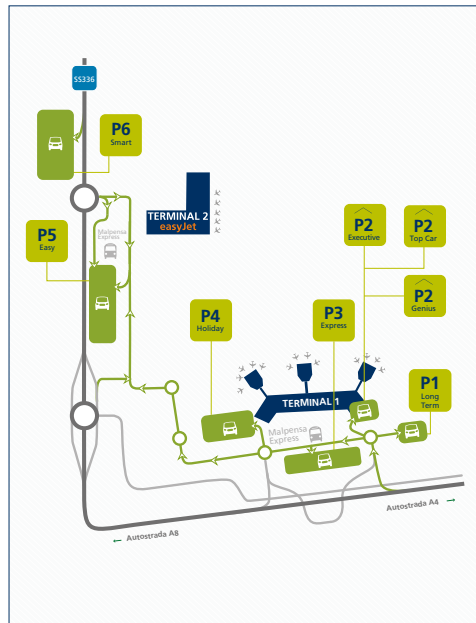 SS336
P6
Smart
TERMINAL 2
easyJet
P5
Easy
Malpensa
Express
P2
Executive
P2
Top Car
P2
Genius
P4
Holiday
P3
Express
P1
Long
Term
TERMINAL 1
Malpensa
Express
Autostrada A4
→
← Autostrada A8